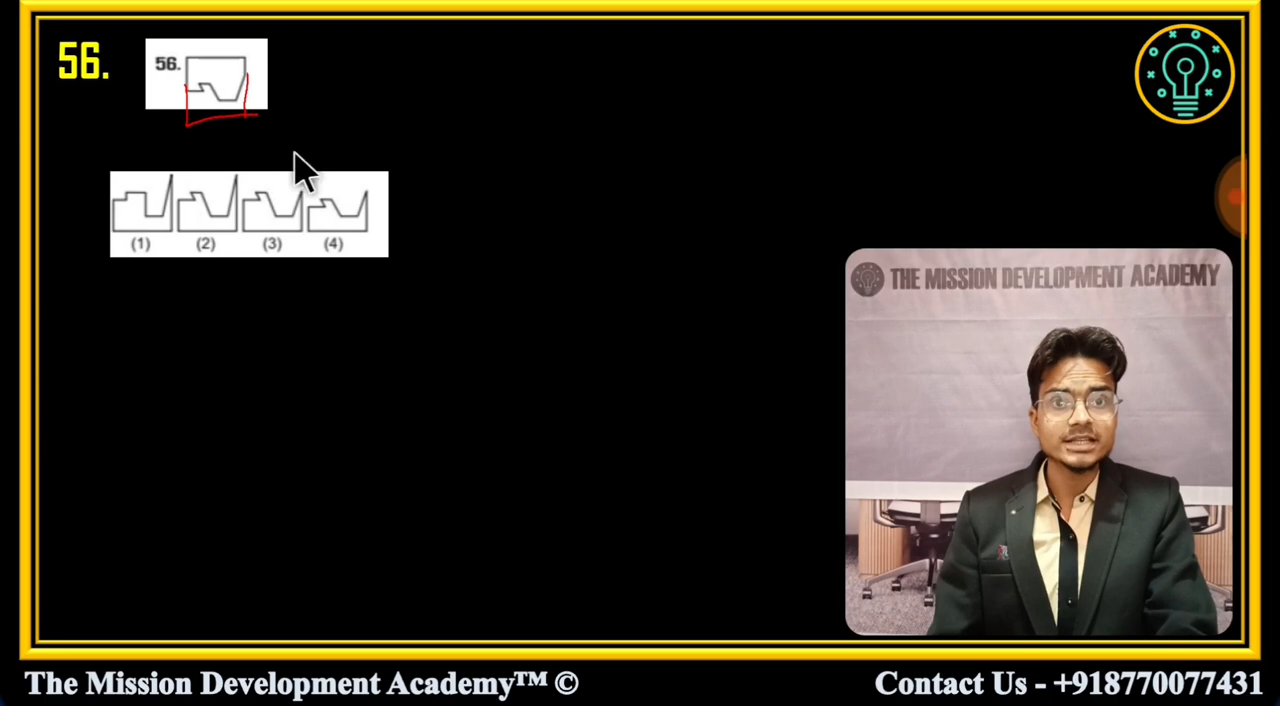 56.
56.
(1) (2) (3) (4)
THE MISSION DEVELOPMENT ACADEMY
The Mission Development Academy™ ©
Contact Us - +918770077431